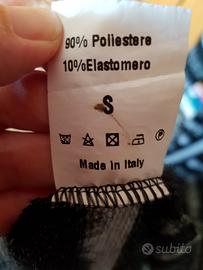 90% Poliestere
10%Elastomero
S
Made in Italy
subito